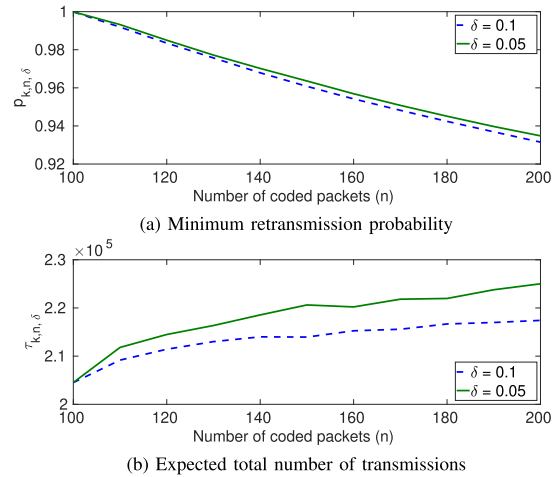 1
0.98
0.96
0.94
0.92
p_{k,n, δ}
δ = 0.1
δ = 0.05
100 120 140 160 180 200
Number of coded packets (n)
(a) Minimum retransmission probability
×10^5
2.3
2.2
2.1
2
τ_{k,n, δ}
δ = 0.1
δ = 0.05
100 120 140 160 180 200
Number of coded packets (n)
(b) Expected total number of transmissions